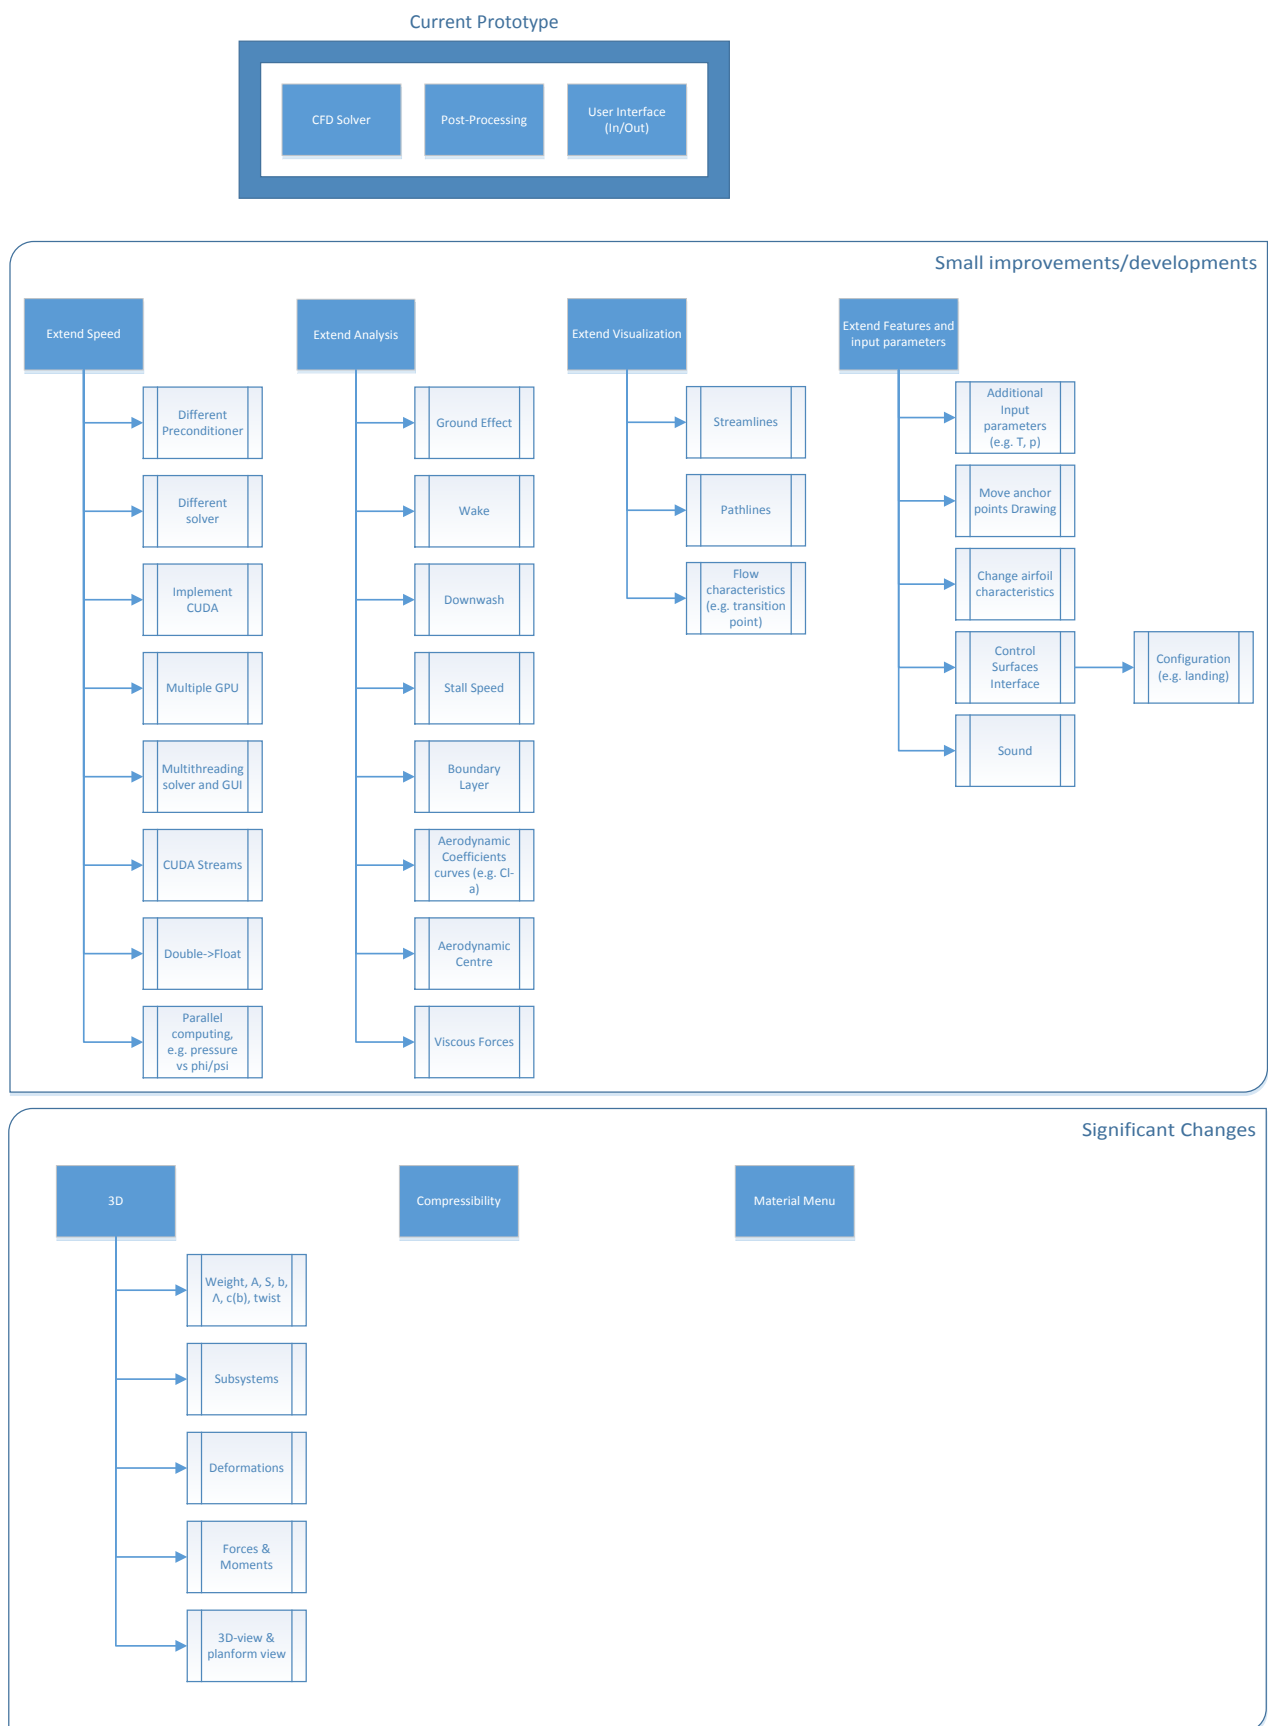 Current Prototype
CFD Solver
Post-Processing
User Interface
(In/Out)
Small improvements/developments
Extend Speed
Different
Preconditioner
Different
solver
Implement
CUDA
Multiple GPU
Multithreading
solver and GUI
CUDA Streams
Double->Float
Parallel
computing,
e.g. pressure
vs phi/psi
Extend Analysis
Ground Effect
Wake
Downwash
Stall Speed
Boundary
Layer
Aerodynamic
Coefficients
curves (e.g. Cl-
a)
Aerodynamic
Centre
Viscous Forces
Extend Visualization
Streamlines
Pathlines
Flow
characteristics
(e.g. transition
point)
Extend Features and
input parameters
Additional
Input
parameters
(e.g. T, p)
Move anchor
points Drawing
Change airfoil
characteristics
Control
Surfaces
Interface
Configuration
(e.g. landing)
Sound
Significant Changes
3D
Weight, A, S, b,
Λ, c(b), twist
Subsystems
Deformations
Forces &
Moments
3D-view &
planform view
Compressibility
Material Menu